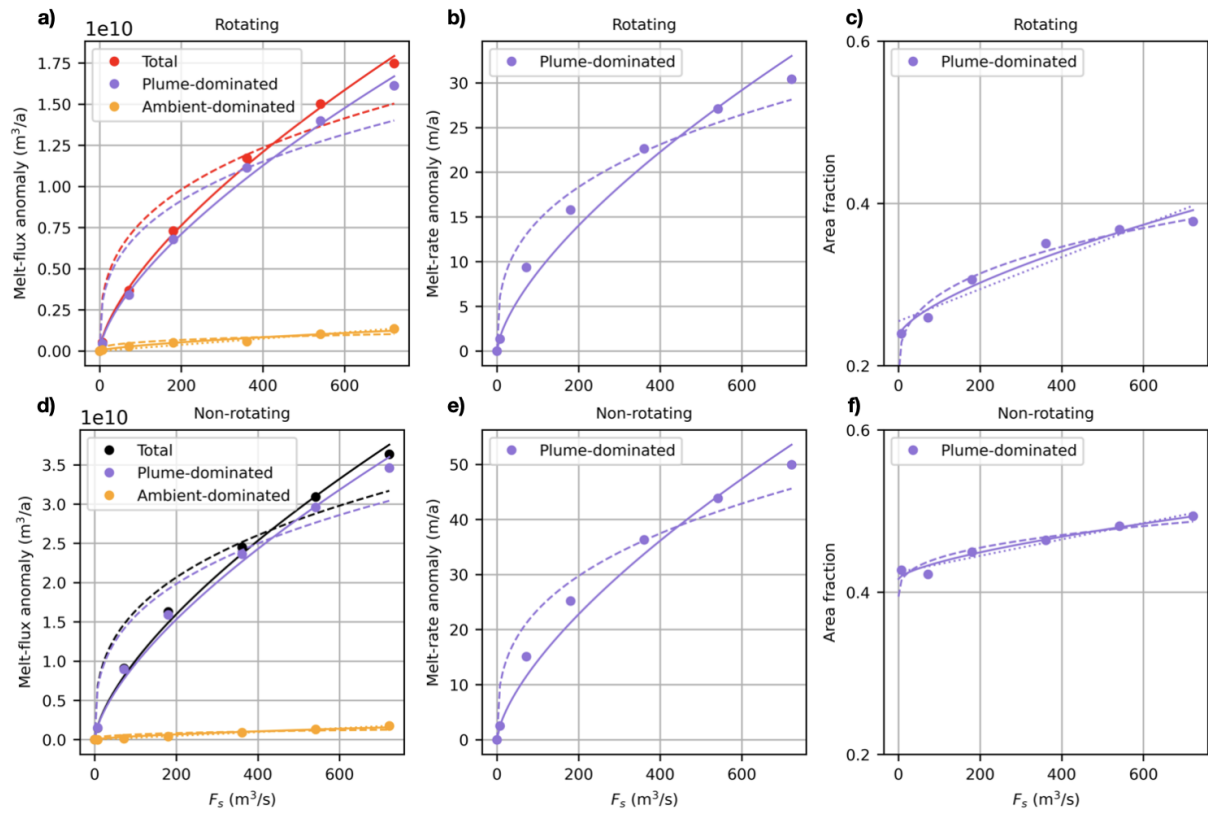 a)
1e10
Rotating
Total
Plume-dominated
Ambient-dominated
Melt-flux anomaly (m³/a)
1.75
1.50
1.25
1.00
0.75
0.50
0.25
0.00
0 200 400 600
b)
Rotating
Plume-dominated
Melt-rate anomaly (m/a)
30
25
20
15
10
5
0
0 200 400 600
c)
Rotating
Plume-dominated
Area fraction
0.6
0.4
0.2
0 200 400 600
d)
1e10
Non-rotating
Total
Plume-dominated
Ambient-dominated
Melt-flux anomaly (m³/a)
3.5
3.0
2.5
2.0
1.5
1.0
0.5
0.0
0 200 400 600
Fₛ (m³/s)
e)
Non-rotating
Plume-dominated
Melt-rate anomaly (m/a)
50
40
30
20
10
0
0 200 400 600
Fₛ (m³/s)
f)
Non-rotating
Plume-dominated
Area fraction
0.6
0.4
0.2
0 200 400 600
Fₛ (m³/s)